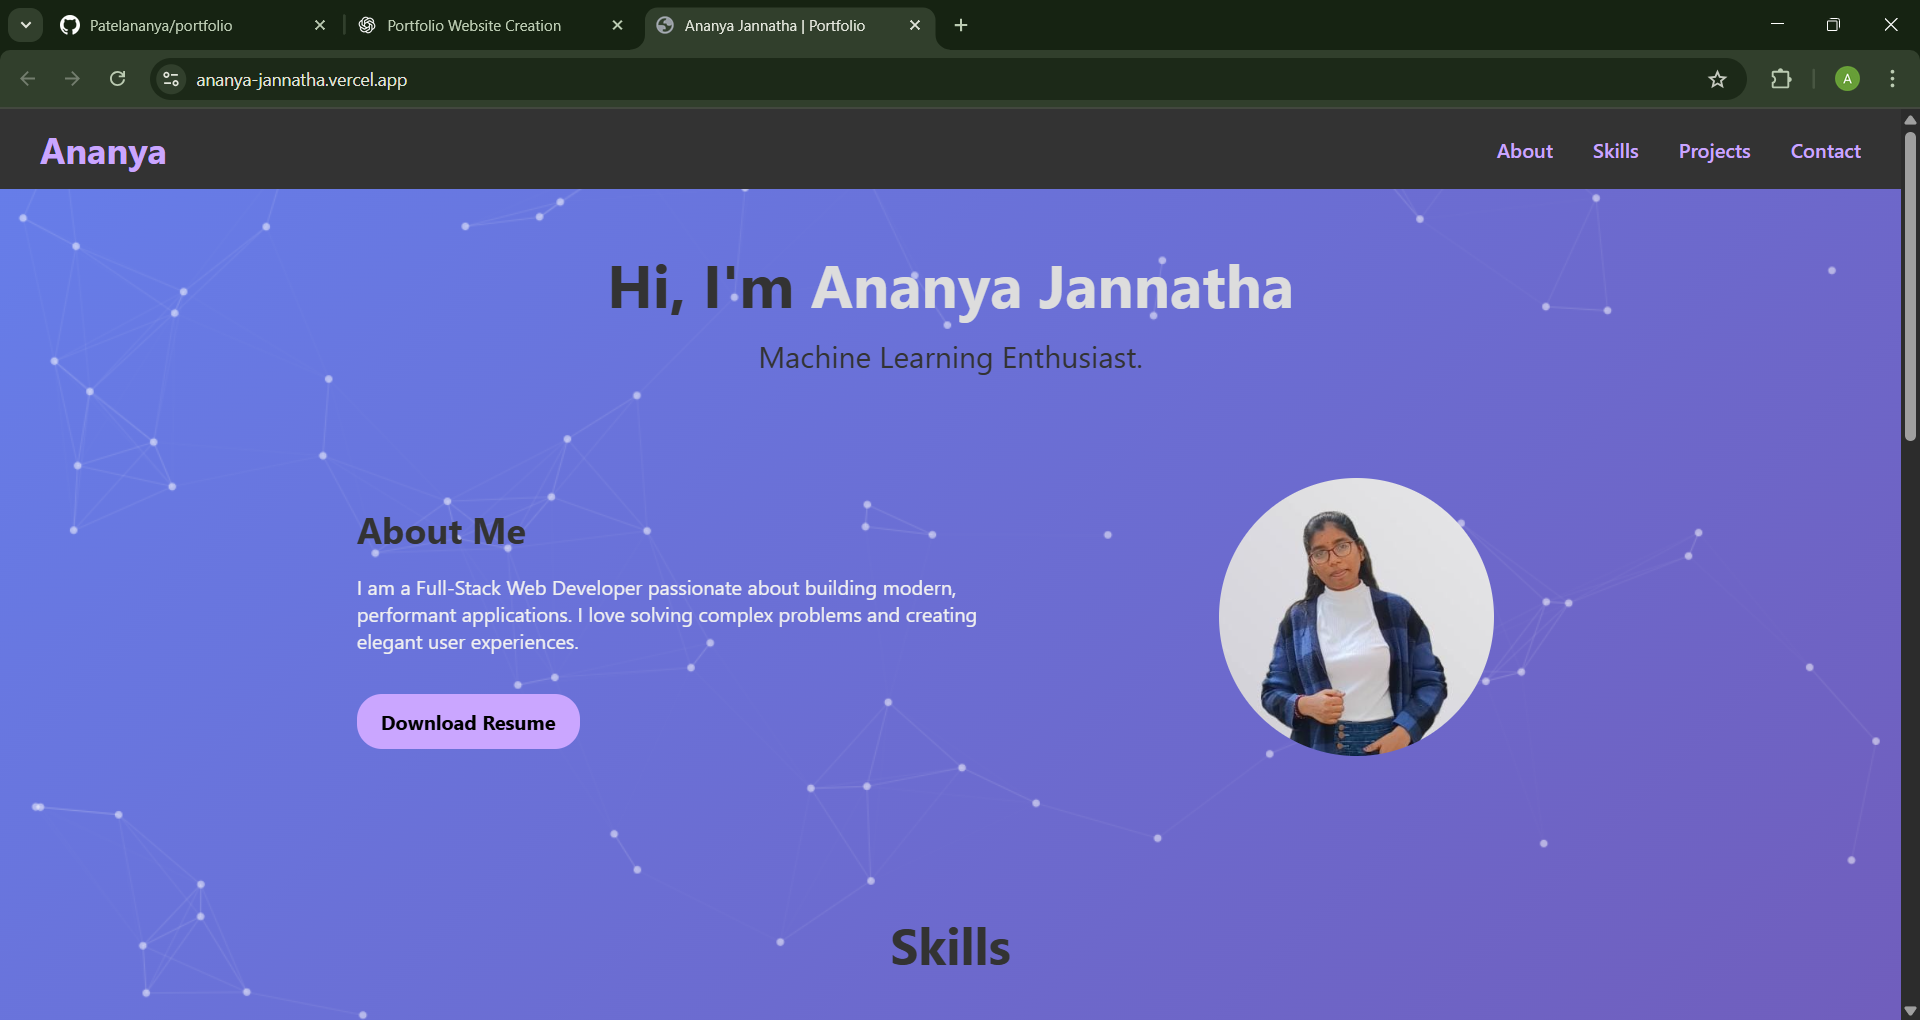 Patelananya/portfolio
Portfolio Website Creation
Ananya Jannatha | Portfolio
ananya-jannatha.vercel.app
A
Ananya
About
Skills
Projects
Contact
Hi, I'm Ananya Jannatha
Machine Learning Enthusiast.
About Me
I am a Full-Stack Web Developer passionate about building modern,
performant applications. I love solving complex problems and creating
elegant user experiences.
Download Resume
Skills